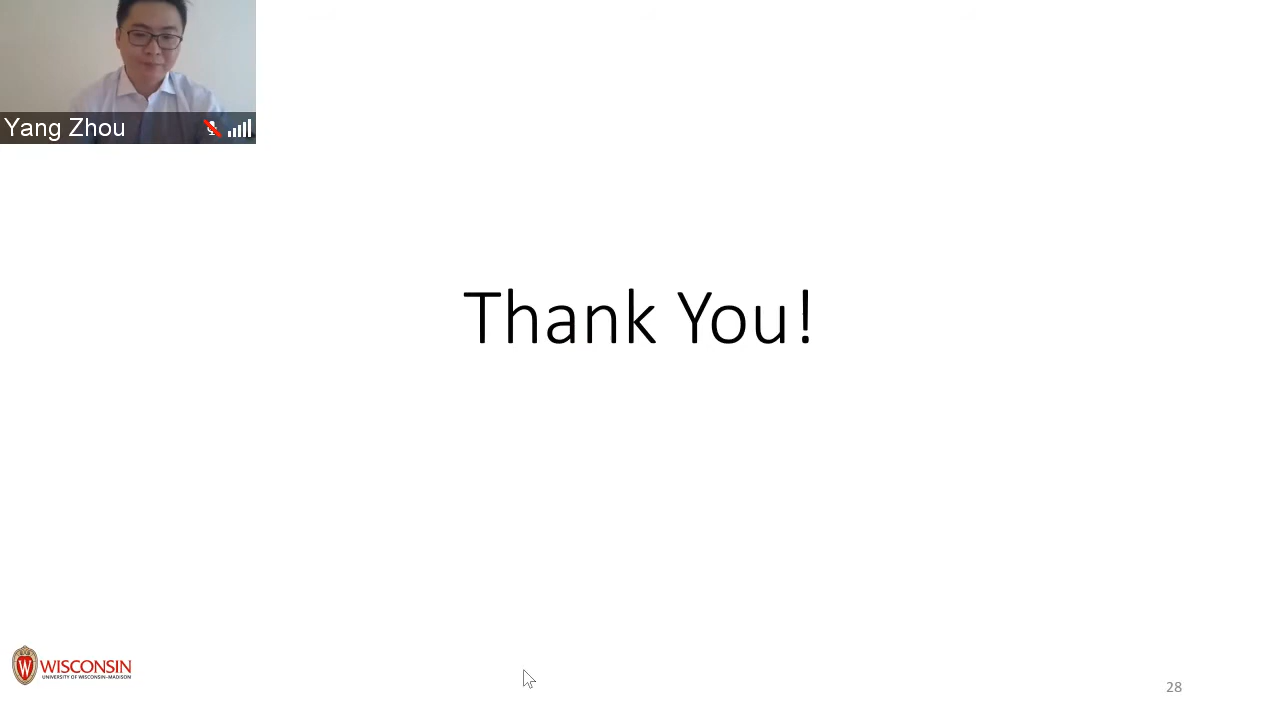 Yang Zhou
Thank You!
W WISCONSIN
UNIVERSITY OF WISCONSIN–MADISON
28